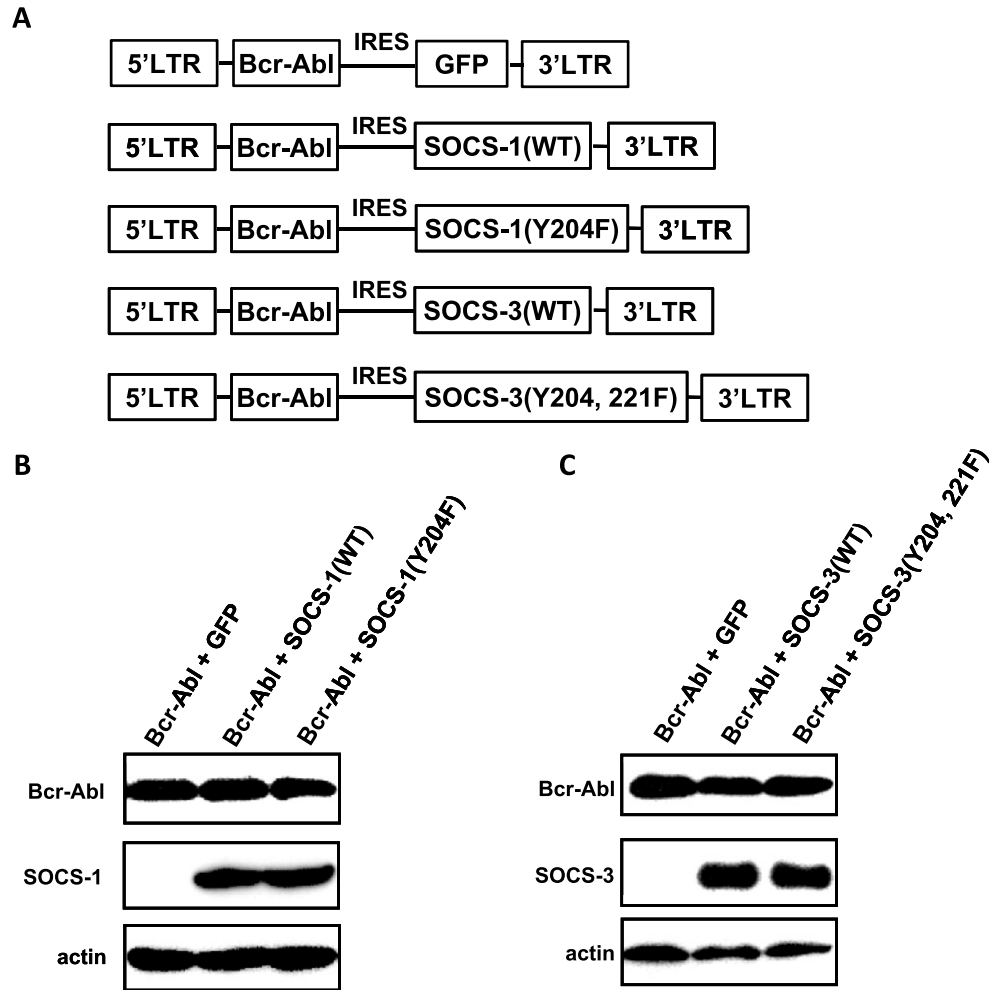 A
5'LTR Bcr-Abl IRES GFP 3'LTR
5'LTR Bcr-Abl IRES SOCS-1(WT) 3'LTR
5'LTR Bcr-Abl IRES SOCS-1(Y204F) 3'LTR
5'LTR Bcr-Abl IRES SOCS-3(WT) 3'LTR
5'LTR Bcr-Abl IRES SOCS-3(Y204, 221F) 3'LTR
B
Bcr-Abl + GFP
Bcr-Abl + SOCS-1(WT)
Bcr-Abl + SOCS-1(Y204F)
Bcr-Abl
SOCS-1
actin
C
Bcr-Abl + GFP
Bcr-Abl + SOCS-3(WT)
Bcr-Abl + SOCS-3(Y204, 221F)
Bcr-Abl
SOCS-3
actin